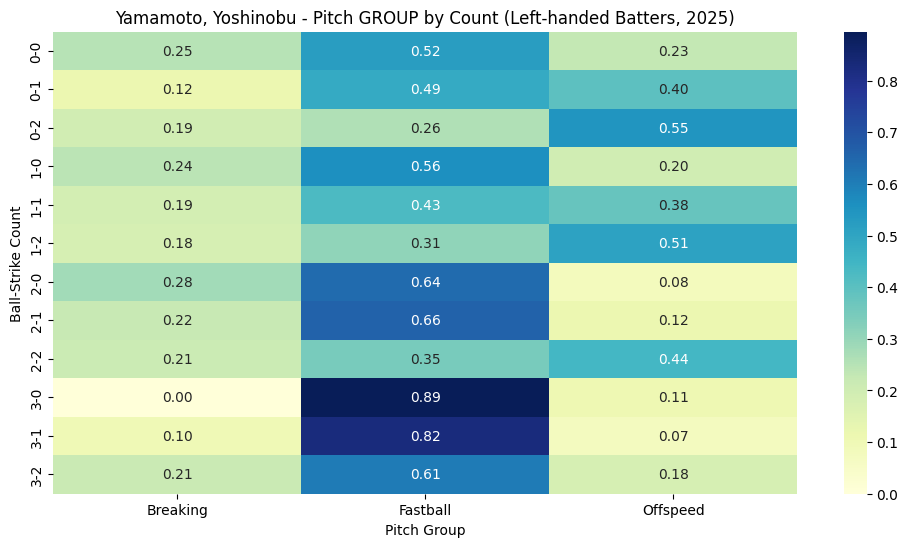 Yamamoto, Yoshinobu - Pitch GROUP by Count (Left-handed Batters, 2025)
Ball-Strike Count
0-0 0.25 0.52 0.23
0-1 0.12 0.49 0.40
0-2 0.19 0.26 0.55
1-0 0.24 0.56 0.20
1-1 0.19 0.43 0.38
1-2 0.18 0.31 0.51
2-0 0.28 0.64 0.08
2-1 0.22 0.66 0.12
2-2 0.21 0.35 0.44
3-0 0.00 0.89 0.11
3-1 0.10 0.82 0.07
3-2 0.21 0.61 0.18
Breaking Fastball Offspeed
Pitch Group
0.8
0.7
0.6
0.5
0.4
0.3
0.2
0.1
0.0